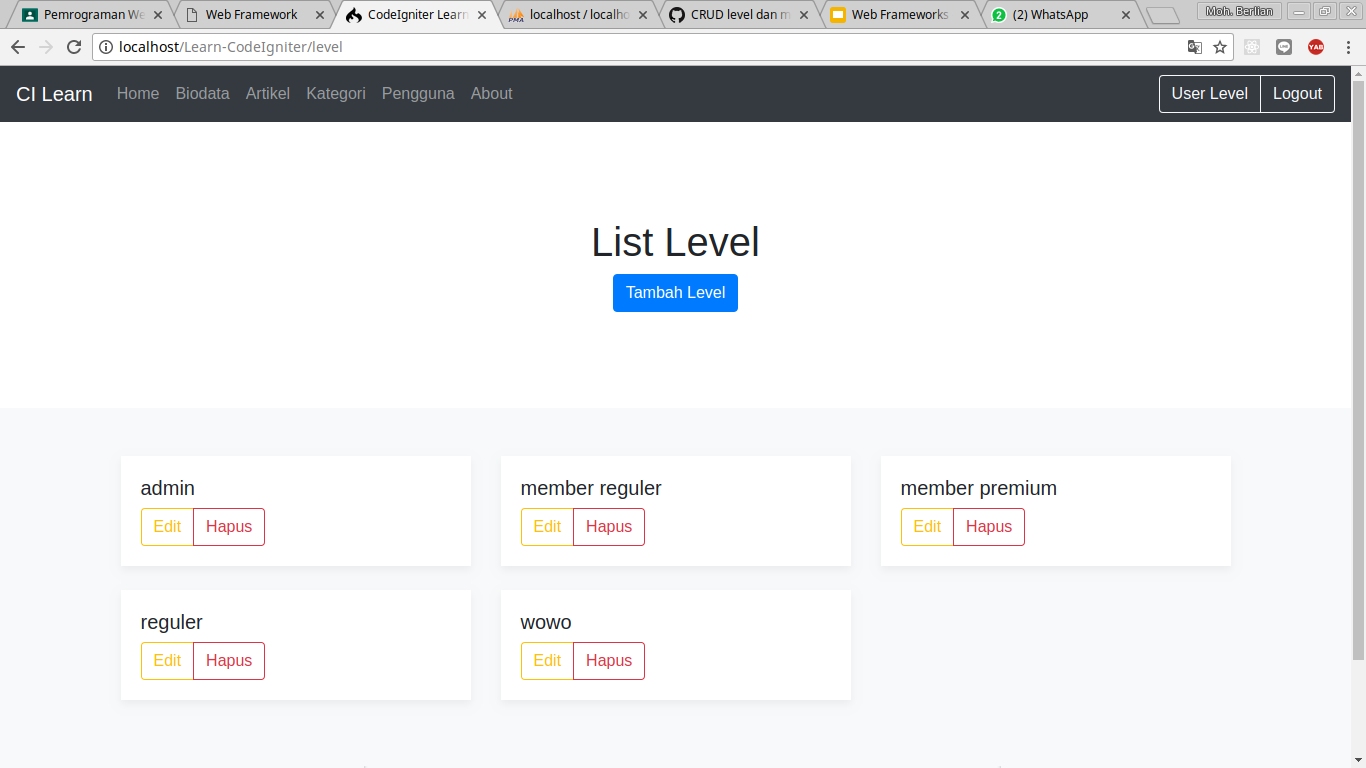 Pemrograman We
Web Framework
CodeIgniter Learn
localhost / localho
CRUD level dan m
Web Frameworks
(2) WhatsApp
Moh. Berlian
localhost/Learn-CodeIgniter/level
CI Learn
Home
Biodata
Artikel
Kategori
Pengguna
About
User Level
Logout
List Level
Tambah Level
admin
member reguler
member premium
Edit
Hapus
Edit
Hapus
Edit
Hapus
reguler
wowo
Edit
Hapus
Edit
Hapus